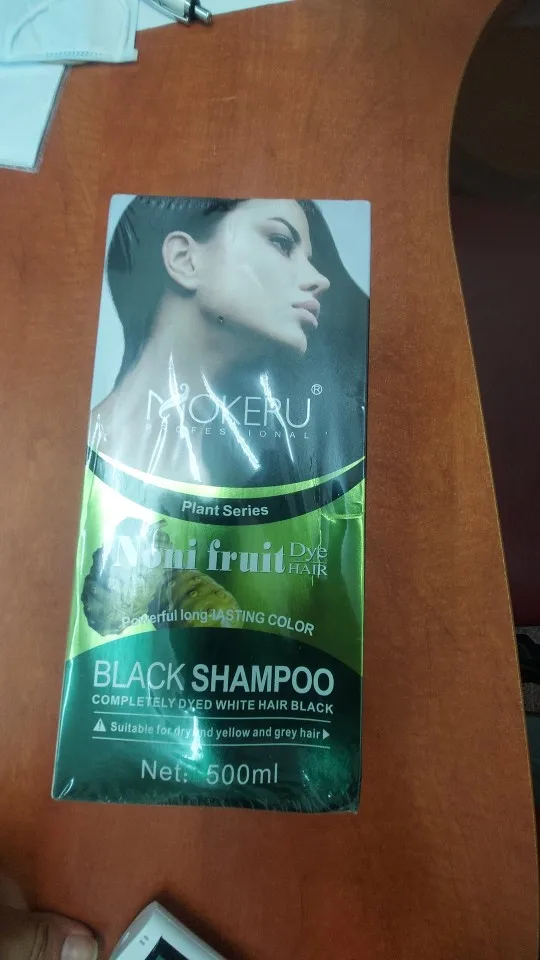 MOKERU®
PROFESSIONAL
Plant Series
Noni fruit Dye
HAIR
Powerful long-lASTING COLOR
BLACK SHAMPOO
COMPLETELY DYED WHITE HAIR BLACK
Suitable for dry and yellow and grey hair
Net: 500ml